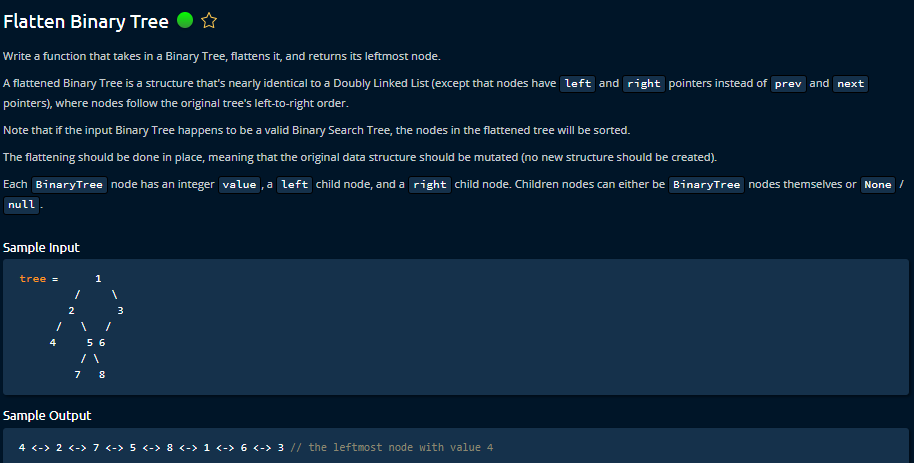 Flatten Binary Tree
Write a function that takes in a Binary Tree, flattens it, and returns its leftmost node.
A flattened Binary Tree is a structure that's nearly identical to a Doubly Linked List (except that nodes have left and right pointers instead of prev and next
pointers), where nodes follow the original tree's left-to-right order.
Note that if the input Binary Tree happens to be a valid Binary Search Tree, the nodes in the flattened tree will be sorted.
The flattening should be done in place, meaning that the original data structure should be mutated (no new structure should be created).
Each BinaryTree node has an integer value, a left child node, and a right child node. Children nodes can either be BinaryTree nodes themselves or None /
null.
Sample Input
tree = 1
/ \
2 3
/ \ /
4 5 6
/ \
7 8
Sample Output
4 <-> 2 <-> 7 <-> 5 <-> 8 <-> 1 <-> 6 <-> 3 // the leftmost node with value 4